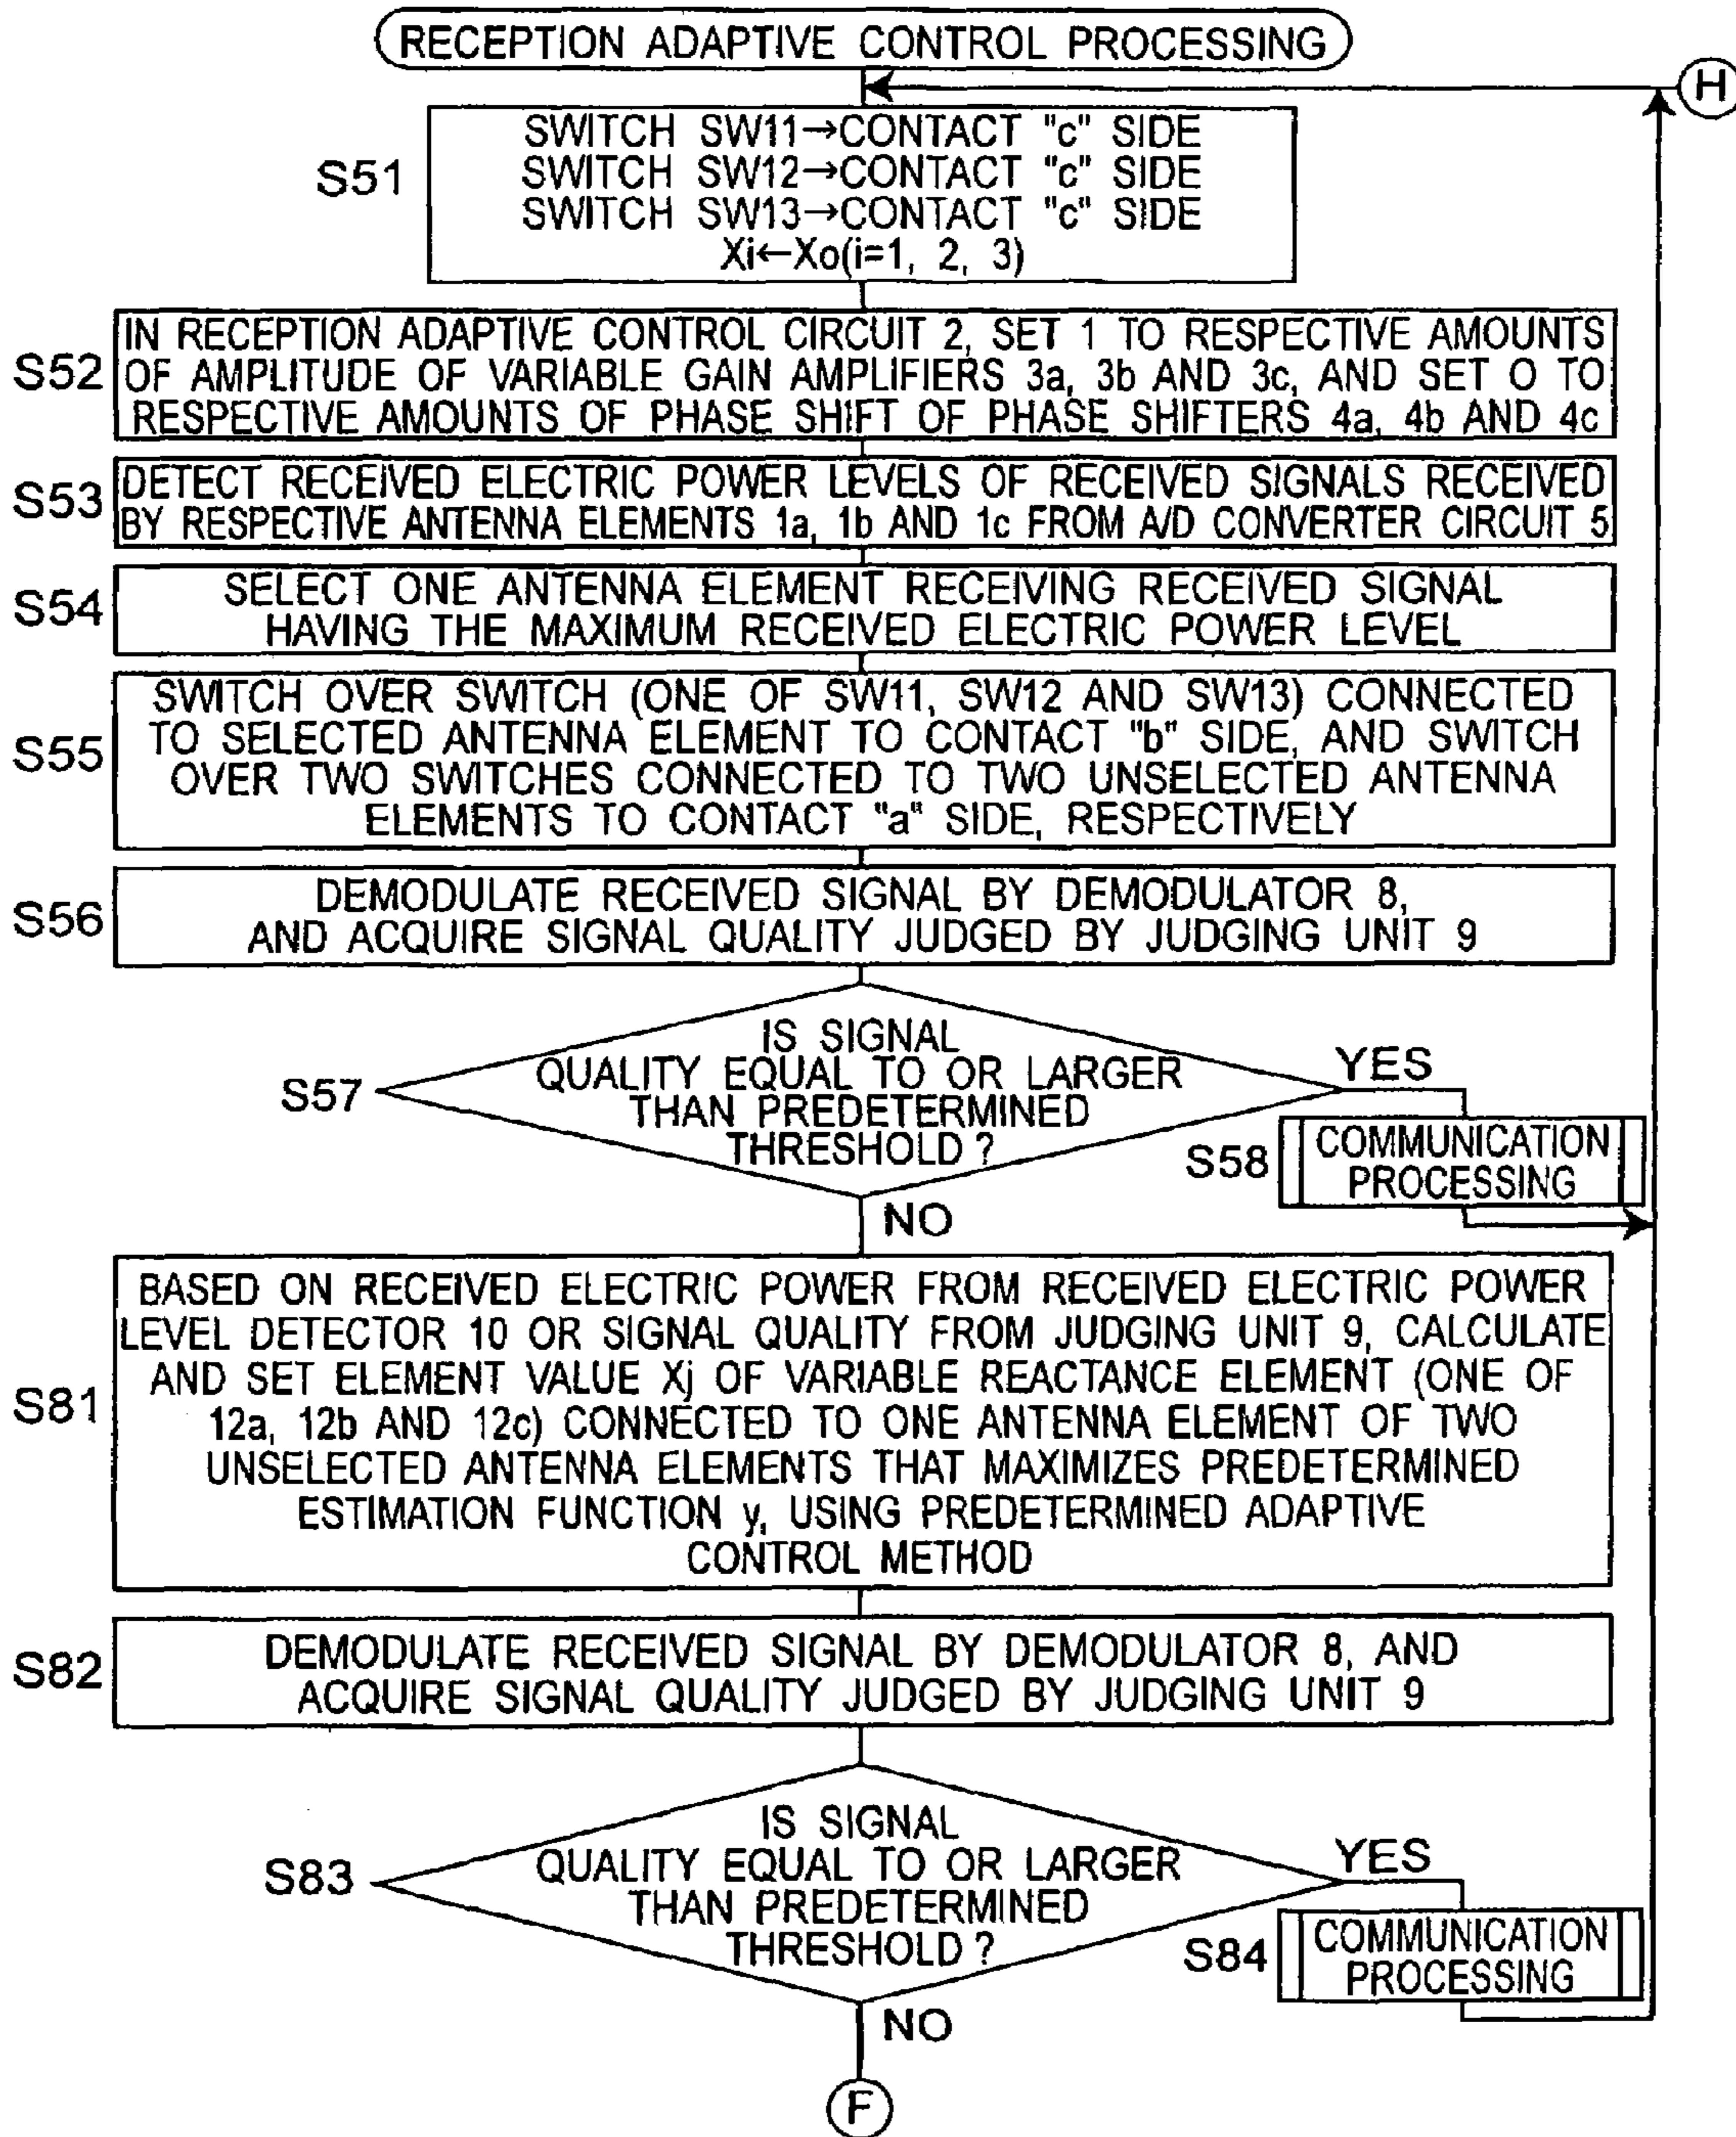 RECEPTION ADAPTIVE CONTROL PROCESSING
H
S51
SWITCH SW11→CONTACT "c" SIDE
SWITCH SW12→CONTACT "c" SIDE
SWITCH SW13→CONTACT "c" SIDE
Xi←Xo(i=1, 2, 3)
S52
IN RECEPTION ADAPTIVE CONTROL CIRCUIT 2, SET 1 TO RESPECTIVE AMOUNTS
OF AMPLITUDE OF VARIABLE GAIN AMPLIFIERS 3a, 3b AND 3c, AND SET O TO
RESPECTIVE AMOUNTS OF PHASE SHIFT OF PHASE SHIFTERS 4a, 4b AND 4c
S53
DETECT RECEIVED ELECTRIC POWER LEVELS OF RECEIVED SIGNALS RECEIVED
BY RESPECTIVE ANTENNA ELEMENTS 1a, 1b AND 1c FROM A/D CONVERTER CIRCUIT 5
S54
SELECT ONE ANTENNA ELEMENT RECEIVING RECEIVED SIGNAL
HAVING THE MAXIMUM RECEIVED ELECTRIC POWER LEVEL
S55
SWITCH OVER SWITCH (ONE OF SW11, SW12 AND SW13) CONNECTED
TO SELECTED ANTENNA ELEMENT TO CONTACT "b" SIDE, AND SWITCH
OVER TWO SWITCHES CONNECTED TO TWO UNSELECTED ANTENNA
ELEMENTS TO CONTACT "a" SIDE, RESPECTIVELY
S56
DEMODULATE RECEIVED SIGNAL BY DEMODULATOR 8,
AND ACQUIRE SIGNAL QUALITY JUDGED BY JUDGING UNIT 9
S57
IS SIGNAL
QUALITY EQUAL TO OR LARGER
THAN PREDETERMINED
THRESHOLD ?
YES
S58
COMMUNICATION
PROCESSING
NO
S81
BASED ON RECEIVED ELECTRIC POWER FROM RECEIVED ELECTRIC POWER
LEVEL DETECTOR 10 OR SIGNAL QUALITY FROM JUDGING UNIT 9, CALCULATE
AND SET ELEMENT VALUE Xj OF VARIABLE REACTANCE ELEMENT (ONE OF
12a, 12b AND 12c) CONNECTED TO ONE ANTENNA ELEMENT OF TWO
UNSELECTED ANTENNA ELEMENTS THAT MAXIMIZES PREDETERMINED
ESTIMATION FUNCTION y, USING PREDETERMINED ADAPTIVE
CONTROL METHOD
S82
DEMODULATE RECEIVED SIGNAL BY DEMODULATOR 8, AND
ACQUIRE SIGNAL QUALITY JUDGED BY JUDGING UNIT 9
S83
IS SIGNAL
QUALITY EQUAL TO OR LARGER
THAN PREDETERMINED
THRESHOLD ?
YES
S84
COMMUNICATION
PROCESSING
NO
F